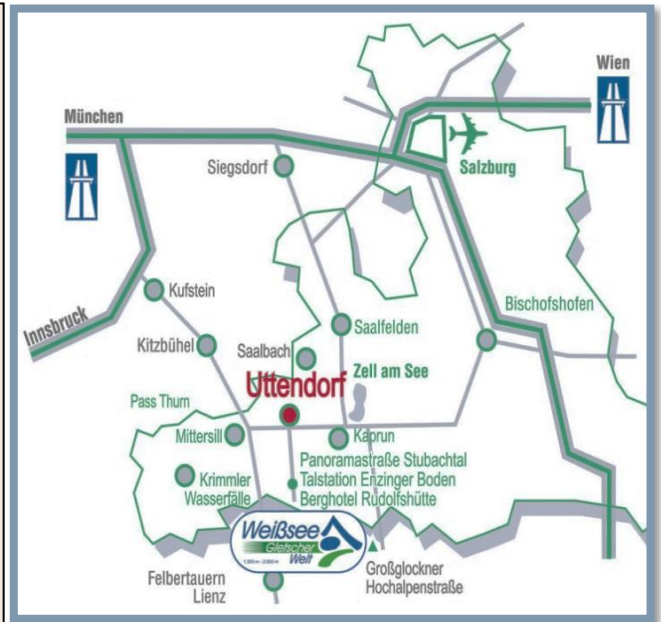 Wien
München
Siegsdorf
Salzburg
Kufstein
Innsbruck
Bischofshofen
Saalfelden
Kitzbühel
Saalbach
Zell am See
Uttendorf
Pass Thurn
Mittersill
Kaprun
Panoramastraße Stubachtal
Talstation Enzinger Boden
Berghotel Rudolfshütte
Krimmler
Wasserfälle
Weißsee
Gletscher
Welt
Großglockner
Hochalpenstraße
Felbertauern
Lienz